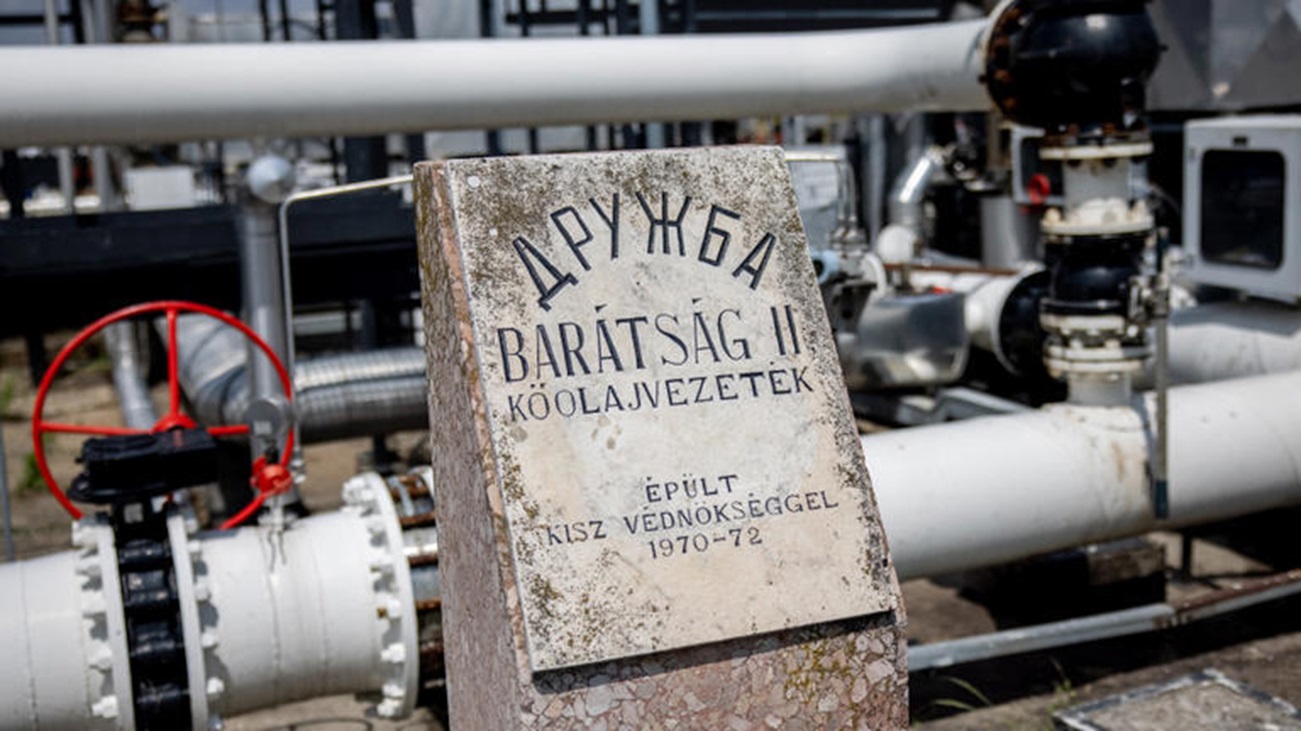 ДРУЖБА
BARÁTSÁG II
KŐOLAJVEZETÉK
ÉPÜLT
KISZ VÉDNÖKSÉGGEL
1970-72